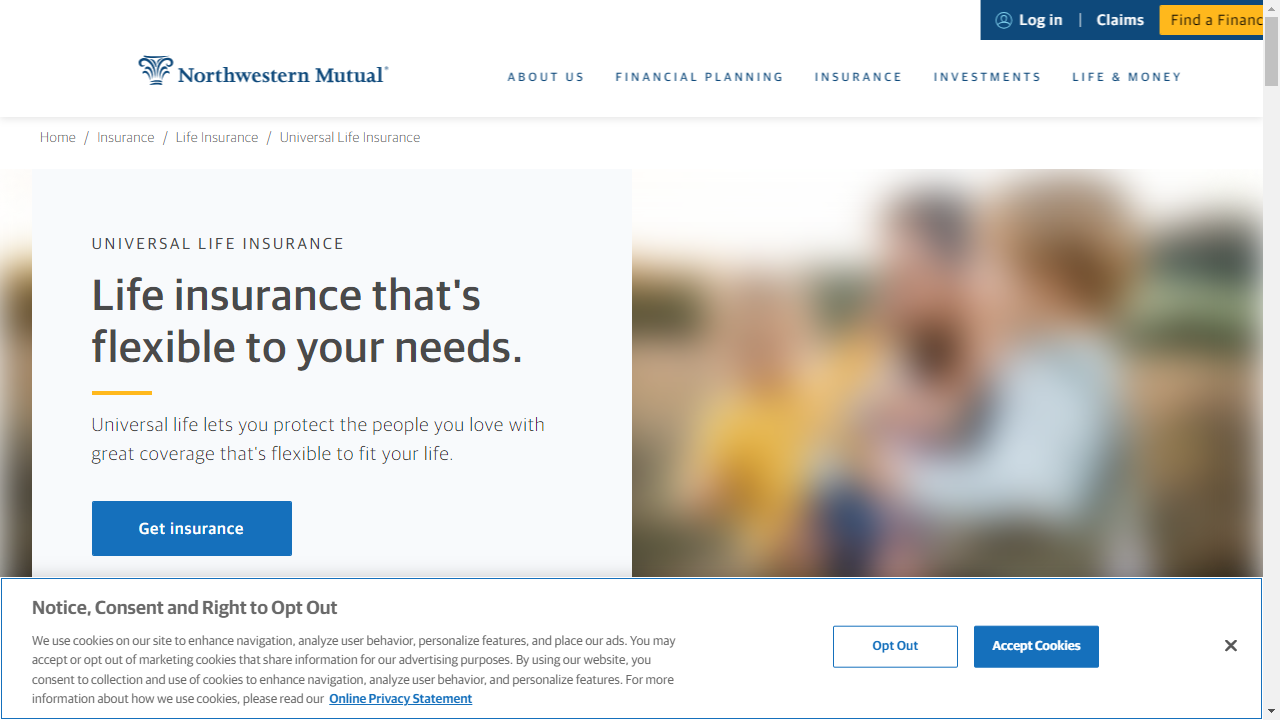 Log in | Claims Find a Financ
Northwestern Mutual®
ABOUT US FINANCIAL PLANNING INSURANCE INVESTMENTS LIFE & MONEY
Home / Insurance / Life Insurance / Universal Life Insurance
UNIVERSAL LIFE INSURANCE
Life insurance that's
flexible to your needs.
Universal life lets you protect the people you love with
great coverage that's flexible to fit your life.
Get insurance
Notice, Consent and Right to Opt Out
We use cookies on our site to enhance navigation, analyze user behavior, personalize features, and place our ads. You may
accept or opt out of marketing cookies that share information for our advertising purposes. By using our website, you
consent to collection and use of cookies to enhance navigation, analyze user behavior, and personalize features. For more
information about how we use cookies, please read our Online Privacy Statement
Opt Out
Accept Cookies